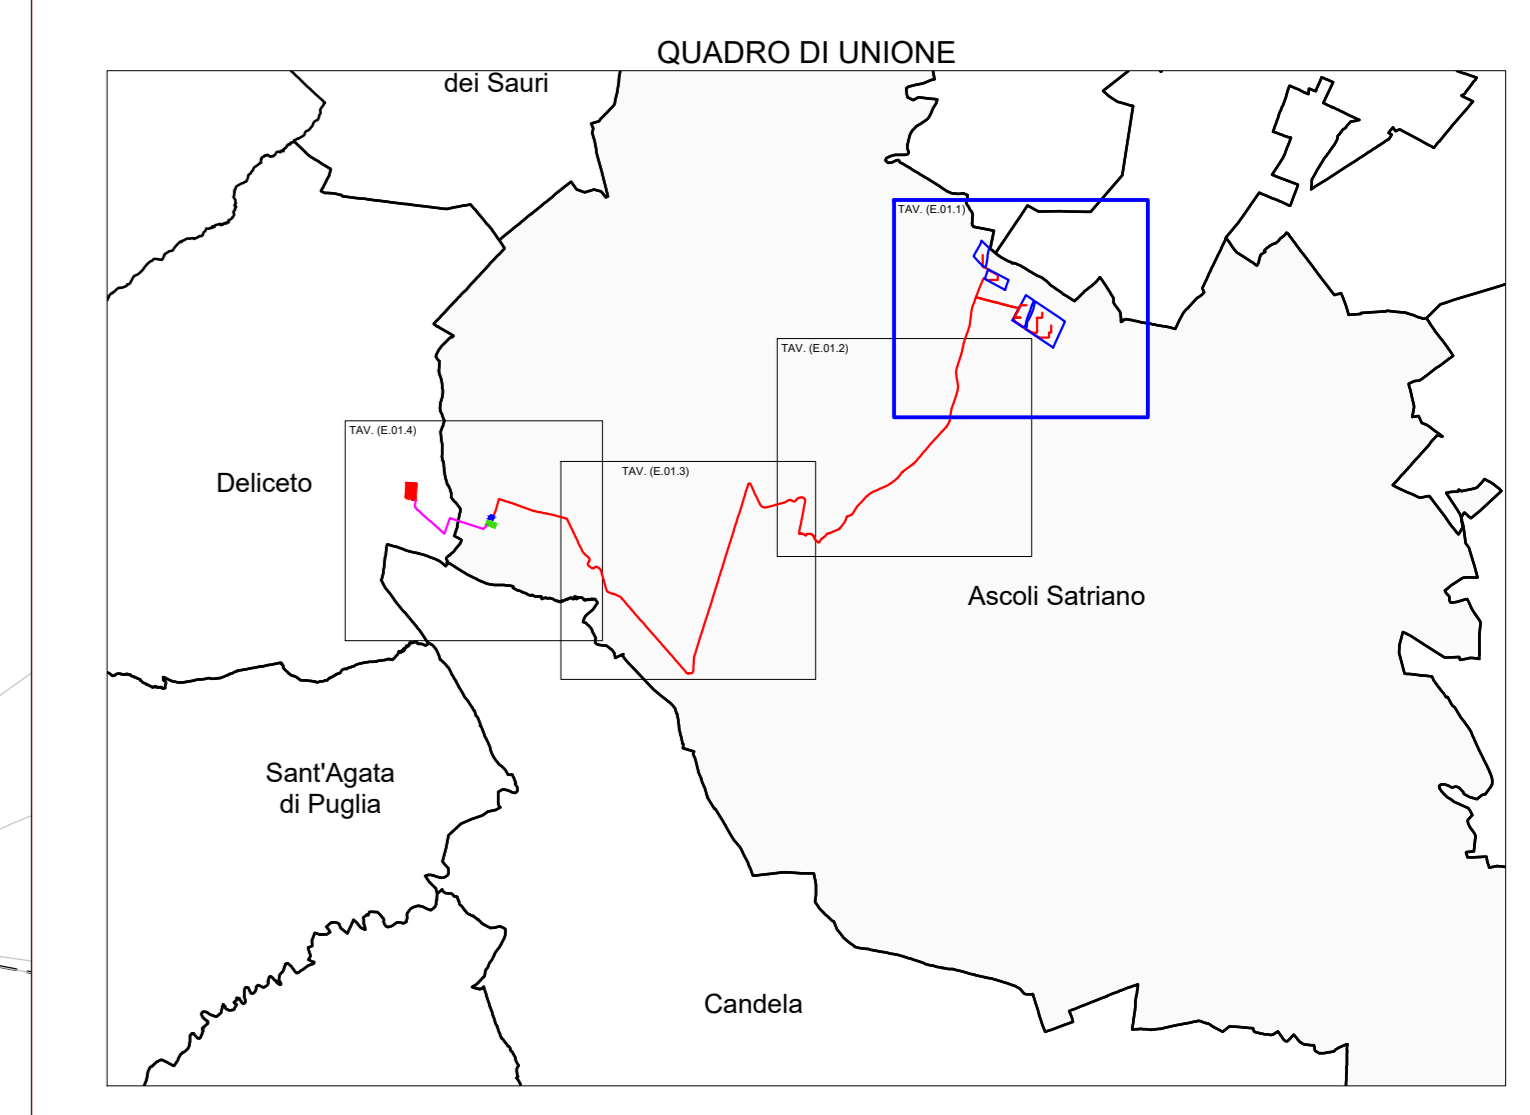 QUADRO DI UNIONE
dei Sauri
TAV. (E.01.1)
TAV. (E.01.2)
TAV. (E.01.4)
TAV. (E.01.3)
Deliceto
Ascoli Satriano
Sant'Agata
di Puglia
Candela